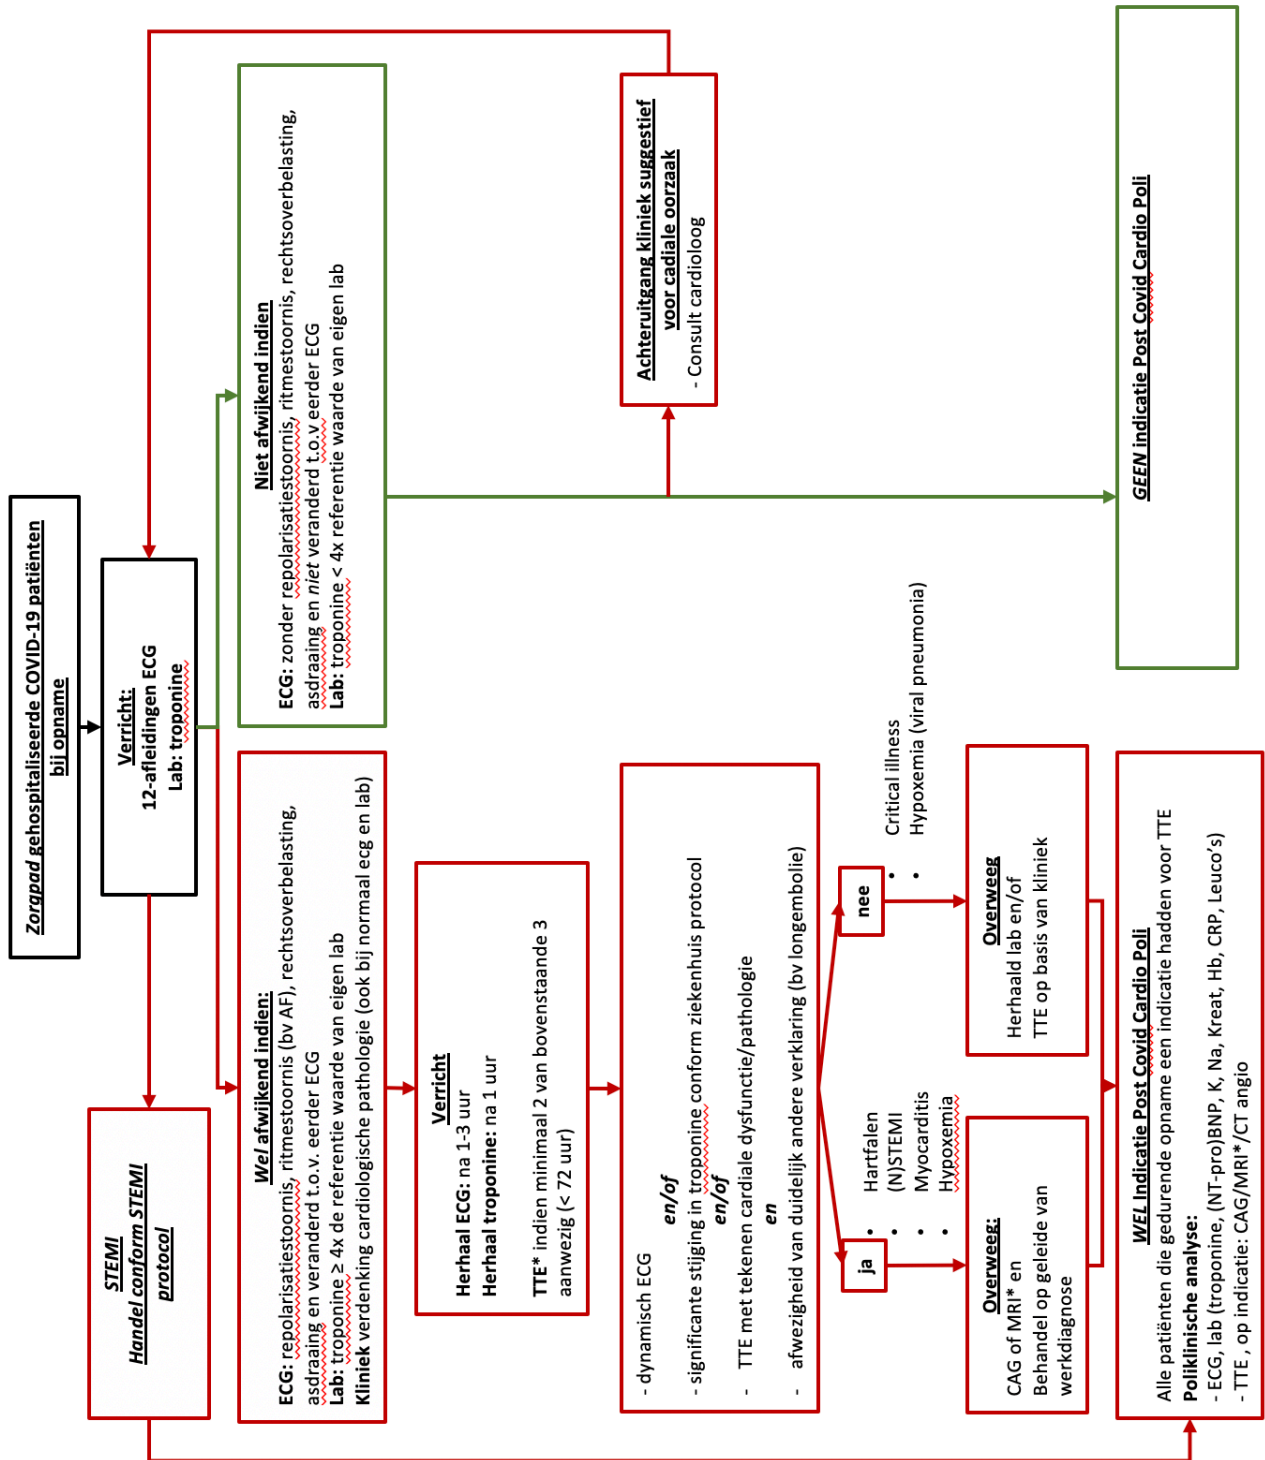 Zorgpad gehospitaliseerde COVID-19 patiënten
bij opname
Verricht:
12-afleidingen ECG
Lab: troponine
STEMI
Handel conform STEMI
protocol
Wel afwijkend indien:
ECG: repolarisatiestoornis, ritmestoornis (bv AF), rechtsoverbelasting,
asdraaing en veranderd t.o.v. eerder ECG
Lab: troponine ≥ 4x de referentie waarde van eigen lab
Kliniek verdenking cardiologische pathologie (ook bij normaal ecg en lab)
Niet afwijkend indien
ECG: zonder repolarisatiestoornis, ritmestoornis, rechtsoverbelasting,
asdraaing en niet veranderd t.o.v eerder ECG
Lab: troponine < 4x referentie waarde van eigen lab
Verricht
Herhaal ECG: na 1-3 uur
Herhaal troponine: na 1 uur
TTE* indien minimaal 2 van bovenstaande 3
aanwezig (< 72 uur)
Achteruitgang kliniek suggestief
voor cadiale oorzaak
- Consult cardioloog
- dynamisch ECG
en/of
- significante stijging in troponine conform ziekenhuis protocol
en/of
- TTE met tekenen cardiale dysfunctie/pathologie
en
- afwezigheid van duidelijk andere verklaring (bv longembolie)
ja
• Hartfalen
• (N)STEMI
• Myocarditis
• Hypoxemia
nee
• Critical illness
• Hypoxemia (viral pneumonia)
Overweeg:
CAG of MRI* en
Behandel op geleide van
werkdiagnose
Overweeg
Herhaald lab en/of
TTE op basis van kliniek
WEL Indicatie Post Covid Cardio Poli
Alle patiënten die gedurende opname een indicatie hadden voor TTE
Poliklinische analyse:
- ECG, lab (troponine, (NT-pro)BNP, K, Na, Kreat, Hb, CRP, Leuco's)
- TTE , op indicatie: CAG/MRI*/CT angio
GEEN indicatie Post Covid Cardio Poli